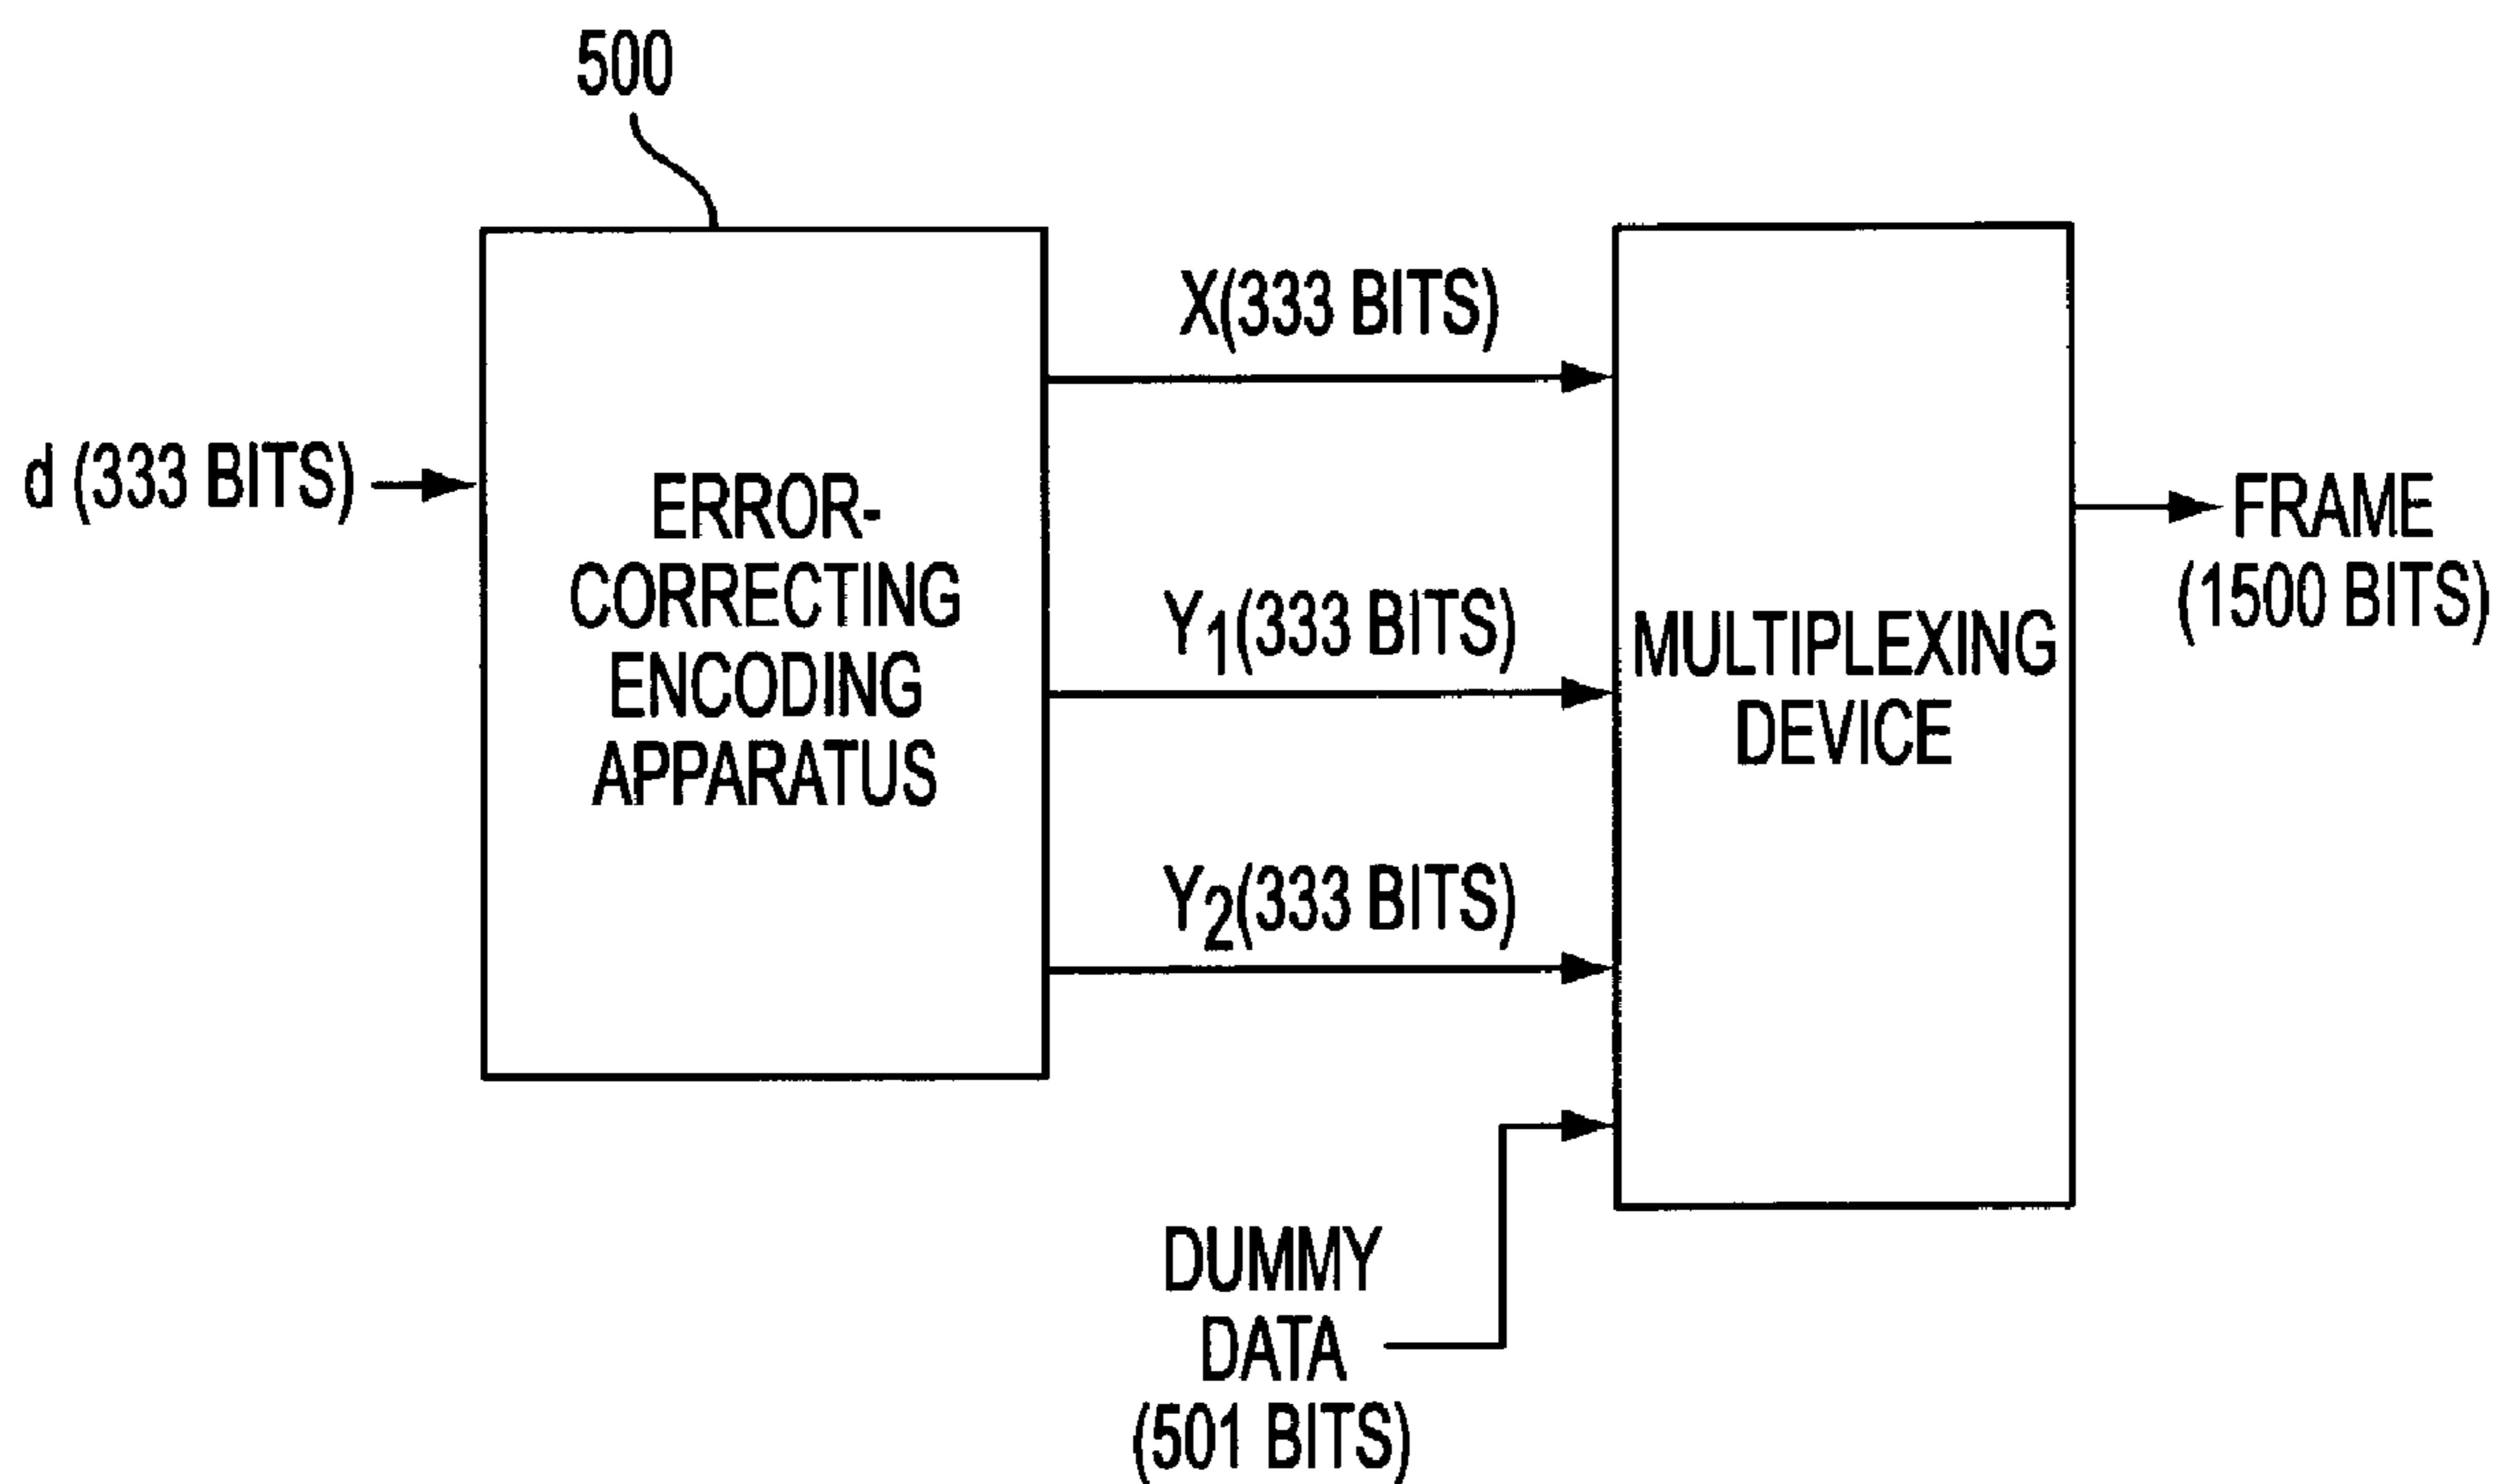 500
d (333 BITS)
ERROR-
CORRECTING
ENCODING
APPARATUS
X(333 BITS)
Y1(333 BITS)
Y2(333 BITS)
DUMMY
DATA
(501 BITS)
MULTIPLEXING
DEVICE
FRAME
(1500 BITS)